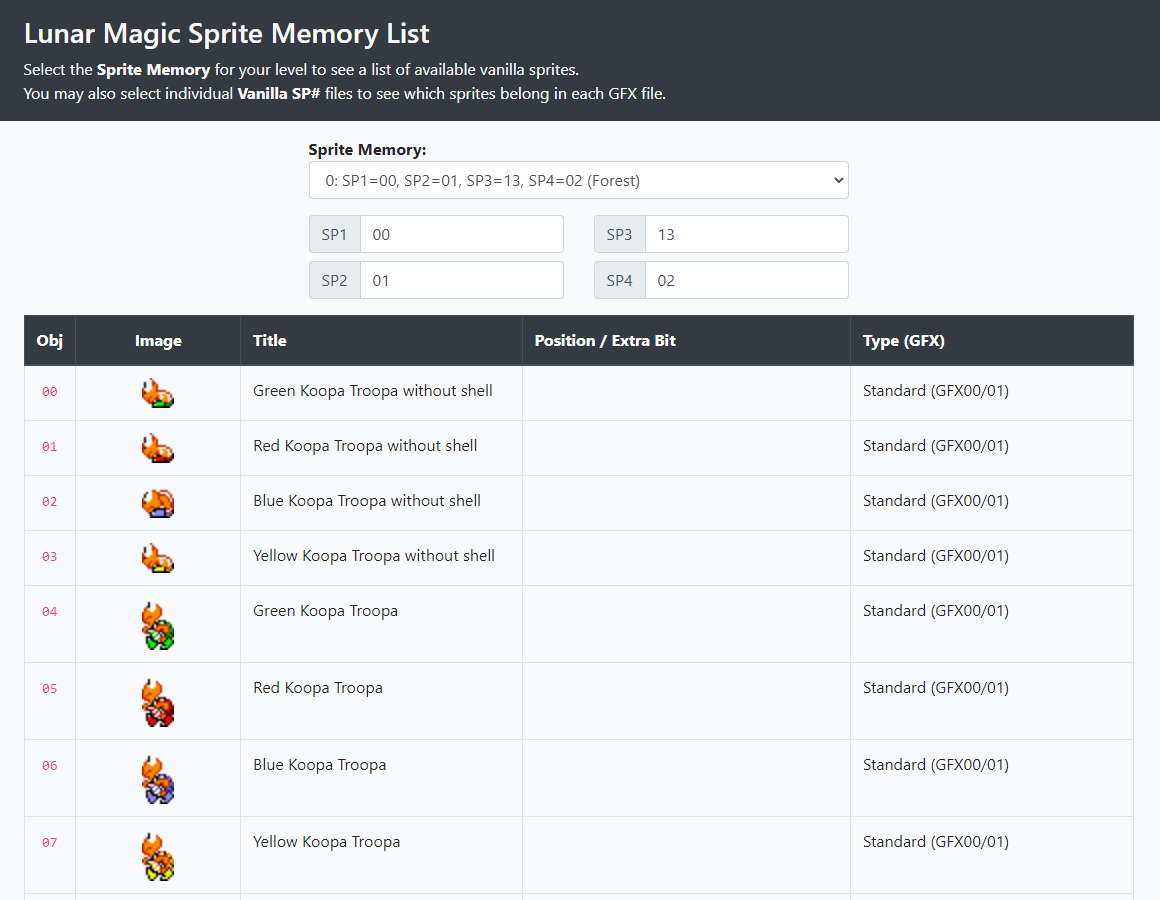 Lunar Magic Sprite Memory List
Select the Sprite Memory for your level to see a list of available vanilla sprites.
You may also select individual Vanilla SP# files to see which sprites belong in each GFX file.
Sprite Memory:
0: SP1=00, SP2=01, SP3=13, SP4=02 (Forest)
SP1 00 SP3 13
SP2 01 SP4 02
Obj Image Title Position / Extra Bit Type (GFX)
00 Green Koopa Troopa without shell Standard (GFX00/01)
01 Red Koopa Troopa without shell Standard (GFX00/01)
02 Blue Koopa Troopa without shell Standard (GFX00/01)
03 Yellow Koopa Troopa without shell Standard (GFX00/01)
04 Green Koopa Troopa Standard (GFX00/01)
05 Red Koopa Troopa Standard (GFX00/01)
06 Blue Koopa Troopa Standard (GFX00/01)
07 Yellow Koopa Troopa Standard (GFX00/01)